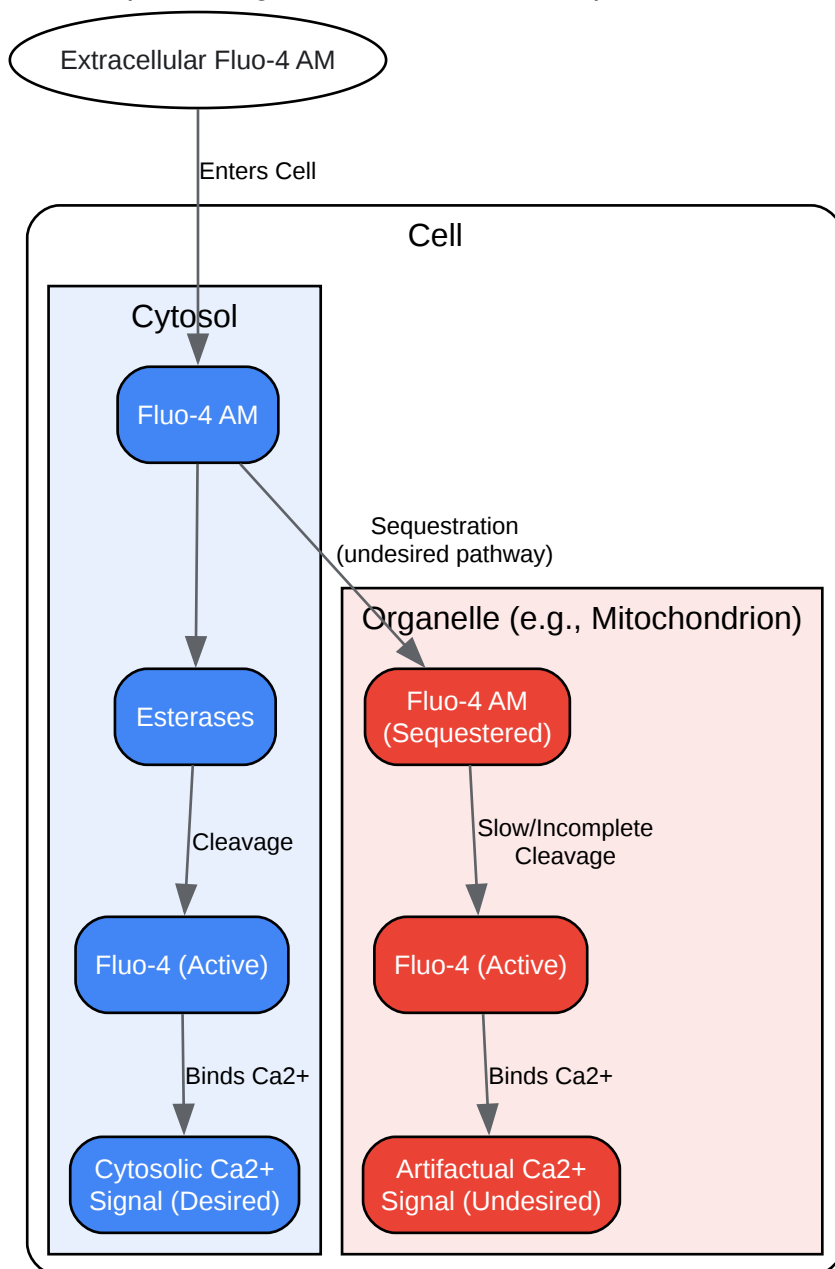 Extracellular Fluo-4 AM
Enters Cell
Cell
Cytosol
Fluo-4 AM
Sequestration
(undesired pathway)
Organelle (e.g., Mitochondrion)
Esterases
Fluo-4 AM
(Sequestered)
Cleavage
Slow/Incomplete
Cleavage
Fluo-4 (Active)
Fluo-4 (Active)
Binds Ca2+
Binds Ca2+
Cytosolic Ca2+
Signal (Desired)
Artifactual Ca2+
Signal (Undesired)